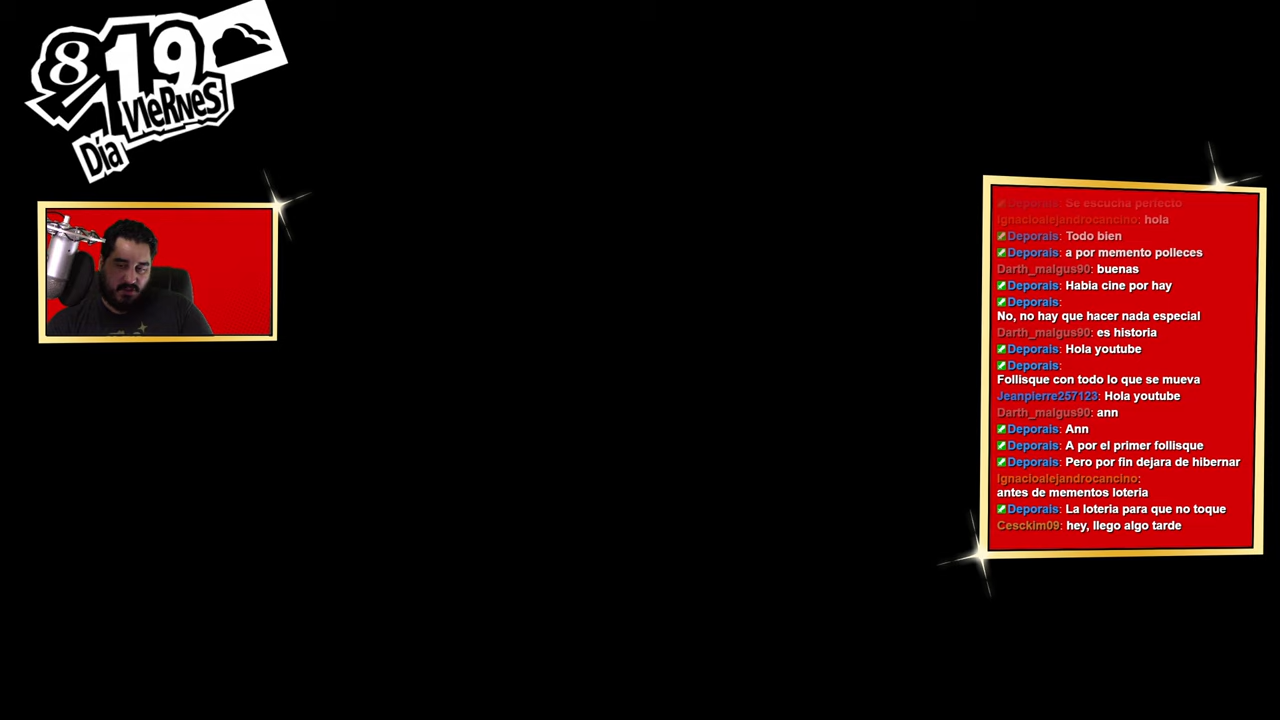 8/19
VIeRNeS
Día
Deporais: Se escucha perfecto
Ignacioalejandrocancino: hola
Deporais: Todo bien
Deporais: a por memento polleces
Darth_malgus90: buenas
Deporais: Habia cine por hay
Deporais:
No, no hay que hacer nada especial
Darth_malgus90: es historia
Deporais: Hola youtube
Deporais:
Follisque con todo lo que se mueva
Jeanpierre257123: Hola youtube
Darth_malgus90: ann
Deporais: Ann
Deporais: A por el primer follisque
Deporais: Pero por fin dejara de hibernar
Ignacioalejandrocancino:
antes de mementos loteria
Deporais: La loteria para que no toque
Cesckim09: hey, llego algo tarde